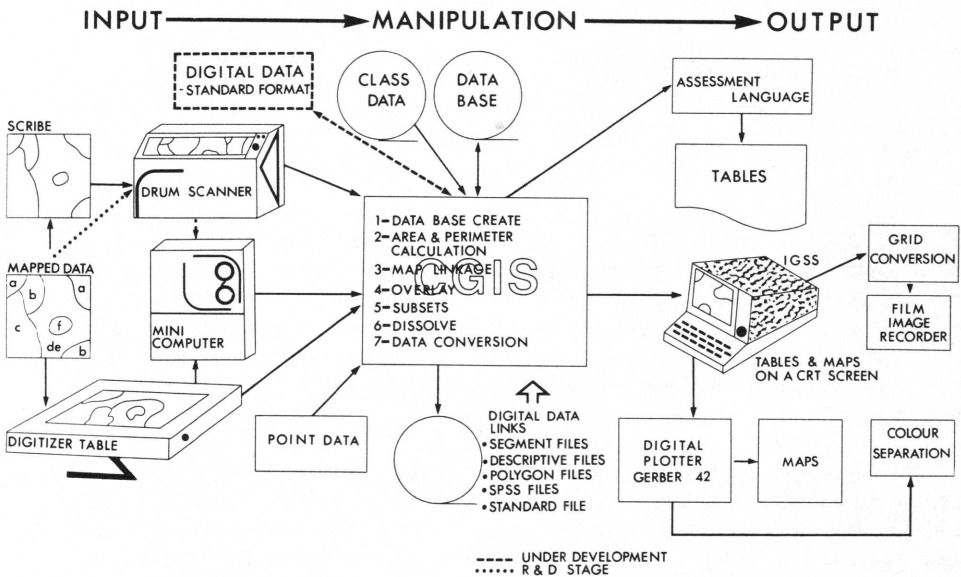 INPUT MANIPULATION OUTPUT
DIGITAL DATA
- STANDARD FORMAT
CLASS
DATA
DATA
BASE
ASSESSMENT
LANGUAGE
SCRIBE
DRUM SCANNER
TABLES
MAPPED DATA
a
b
a
c
f
de
b
MINI
COMPUTER
CGIS
1-DATA BASE CREATE
2-AREA & PERIMETER
CALCULATION
3-MAP LINKAGE
4-OVERLAY
5-SUBSETS
6-DISSOLVE
7-DATA CONVERSION
IGSS
GRID
CONVERSION
FILM
IMAGE
RECORDER
TABLES & MAPS
ON A CRT SCREEN
DIGITIZER TABLE
POINT DATA
DIGITAL DATA
LINKS
• SEGMENT FILES
• DESCRIPTIVE FILES
• POLYGON FILES
• SPSS FILES
• STANDARD FILE
DIGITAL
PLOTTER
GERBER 42
MAPS
COLOUR
SEPARATION
UNDER DEVELOPMENT
R & D STAGE